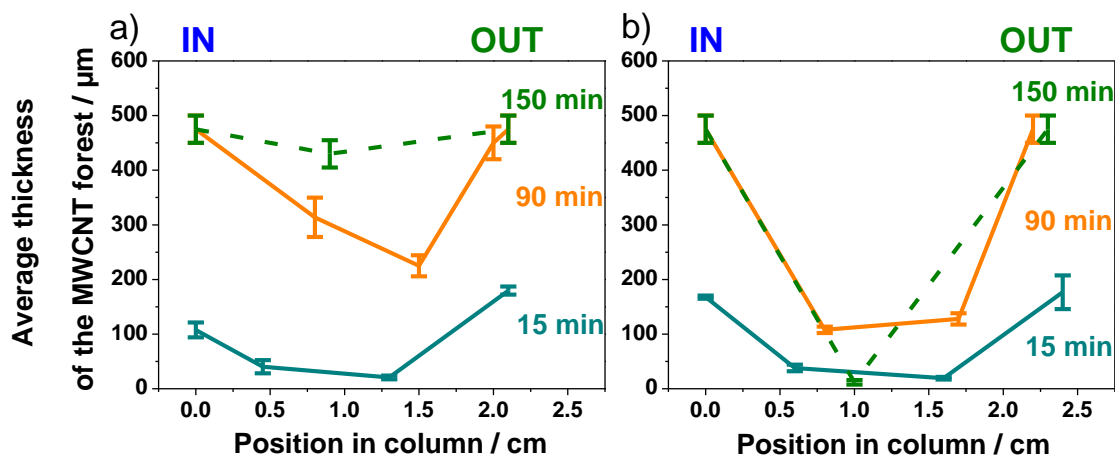 a)
IN
OUT
b)
IN
OUT
Average thickness
of the MWCNT forest / µm
600
500
400
300
200
100
0
150 min
90 min
15 min
0.0 0.5 1.0 1.5 2.0 2.5
Position in column / cm
600
500
400
300
200
100
0
150 min
90 min
15 min
0.0 0.5 1.0 1.5 2.0 2.5
Position in column / cm